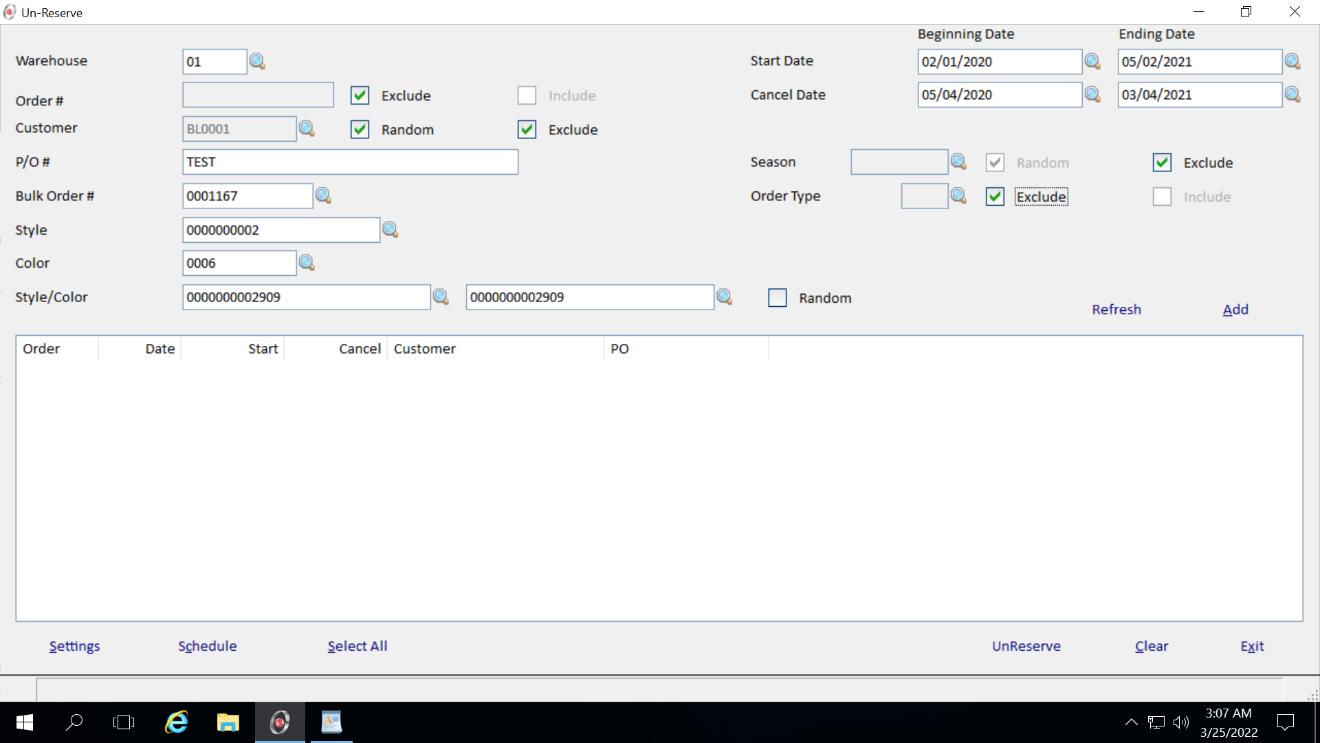 Un-Reserve
Beginning Date Ending Date
Warehouse 01 Start Date 02/01/2020 05/02/2021
Order # Exclude Include Cancel Date 05/04/2020 03/04/2021
Customer BL0001 Random Exclude
P/O # TEST Season Random Exclude
Bulk Order # 0001167 Order Type Exclude Include
Style 0000000002
Color 0006
Style/Color 0000000002909 0000000002909 Random
Refresh Add
Order Date Start Cancel Customer PO
Settings Schedule Select All UnReserve Clear Exit
3:07 AM
3/25/2022